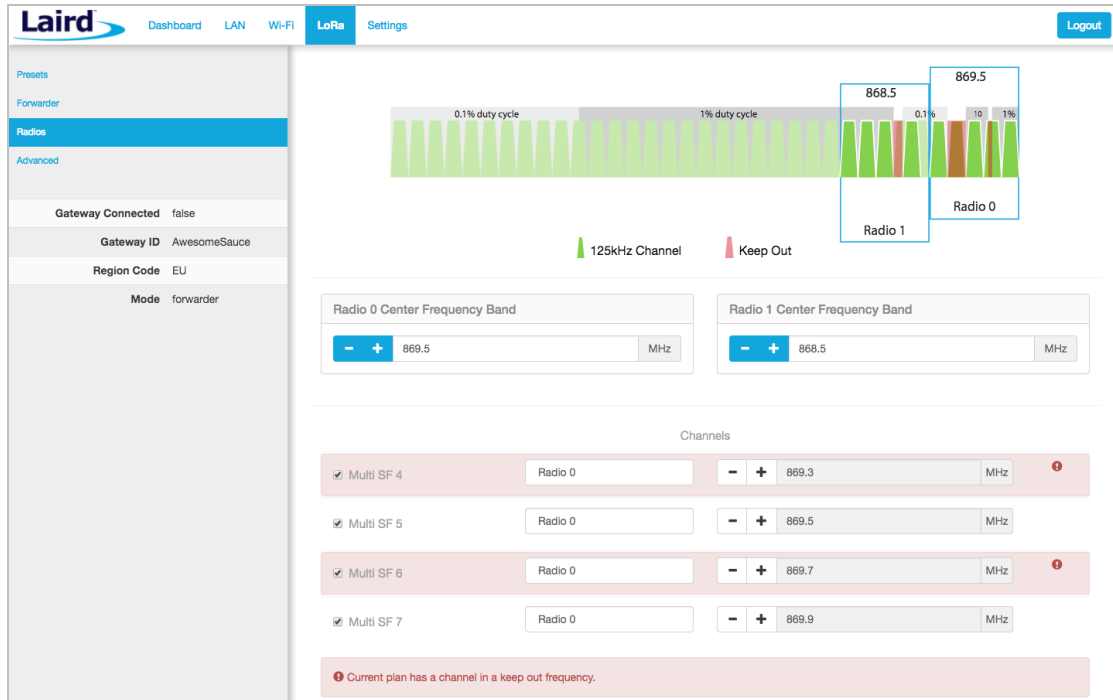 Laird
Dashboard LAN Wi-Fi LoRa Settings Logout
Presets
Forwarder
Radios
Advanced
Gateway Connected false
Gateway ID AwesomeSauce
Region Code EU
Mode forwarder
869.5
868.5
0.1% duty cycle 1% duty cycle 0.1% 10 1%
Radio 0
Radio 1
125kHz Channel Keep Out
Radio 0 Center Frequency Band Radio 1 Center Frequency Band
- + 869.5 MHz - + 868.5 MHz
Channels
Multi SF 4 Radio 0 - + 869.3 MHz
Multi SF 5 Radio 0 - + 869.5 MHz
Multi SF 6 Radio 0 - + 869.7 MHz
Multi SF 7 Radio 0 - + 869.9 MHz
Current plan has a channel in a keep out frequency.